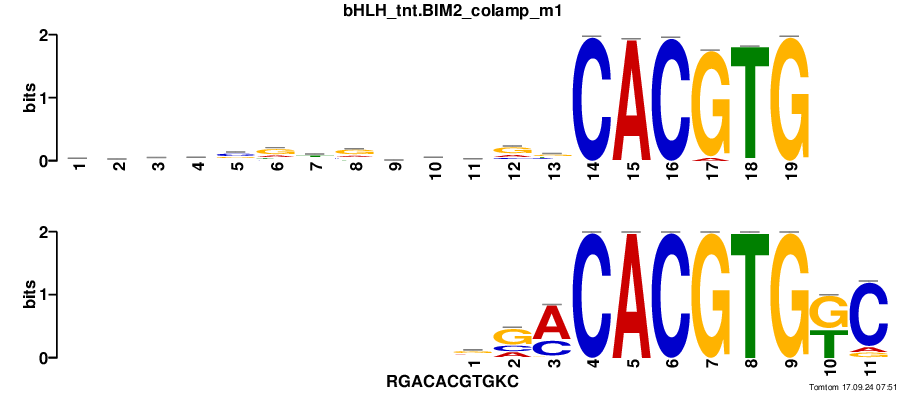 bHLH_tnt.BIM2_colamp_m1
2
1
0
bits
CACGTG
1 2 3 4 5 6 7 8 9 10 11 12 13 14 15 16 17 18 19
2
1
0
bits
G A CACGTG G C
C C T
A
1 2 3 4 5 6 7 8 9 10 11
RGACACGTGKC
Tomtom 17.09.24 07:51